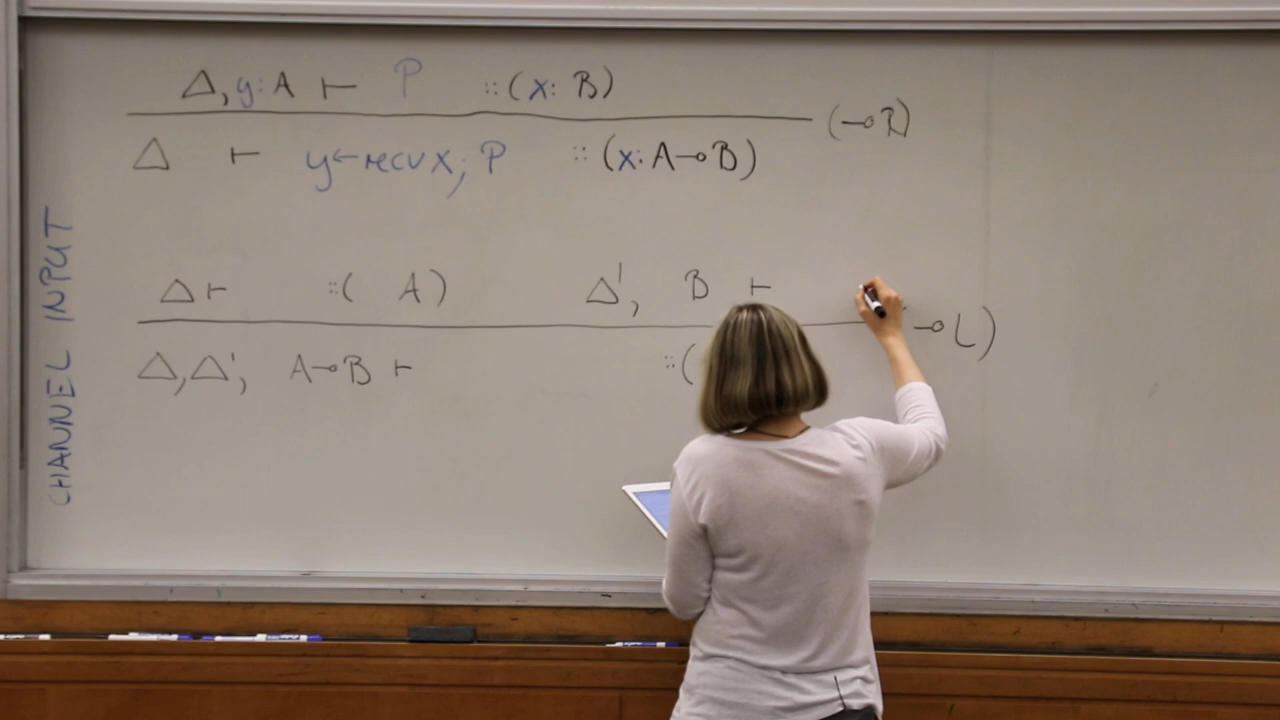 Δ, y: A ⊢ P :: (x: B)
(⊸R)
Δ ⊢ y ← recv x; P :: (x: A ⊸ B)
CHANNEL INPUT
Δ ⊢ :: ( A) Δ', B ⊢
⊸L)
Δ, Δ', A ⊸ B ⊢ :: (